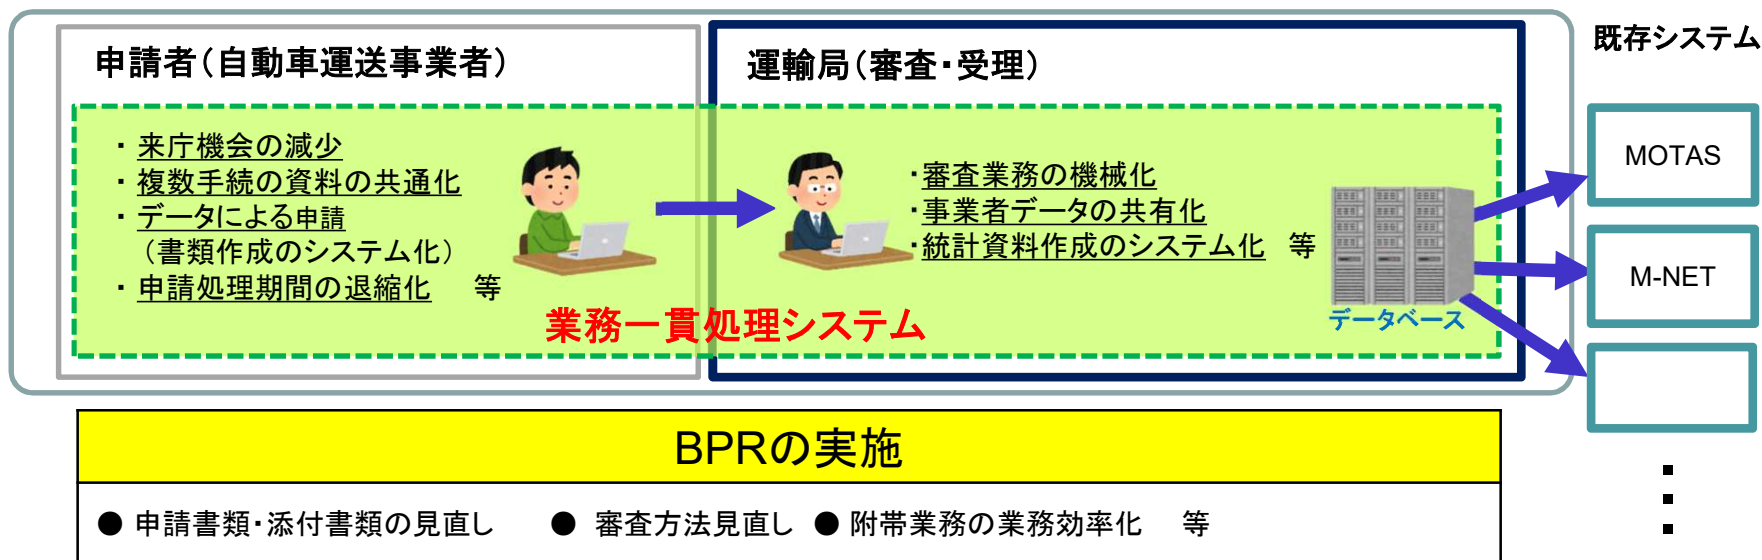 申請者(自動車運送事業者)
・ 来庁機会の減少
・ 複数手続の資料の共通化
・ データによる申請
(書類作成のシステム化)
・ 申請処理期間の退縮化 等
運輸局(審査・受理)
・審査業務の機械化
・事業者データの共有化
・統計資料作成のシステム化 等
データベース
業務一貫処理システム
既存システム
MOTAS
M-NET
BPRの実施
● 申請書類・添付書類の見直し ● 審査方法見直し ● 附帯業務の業務効率化 等